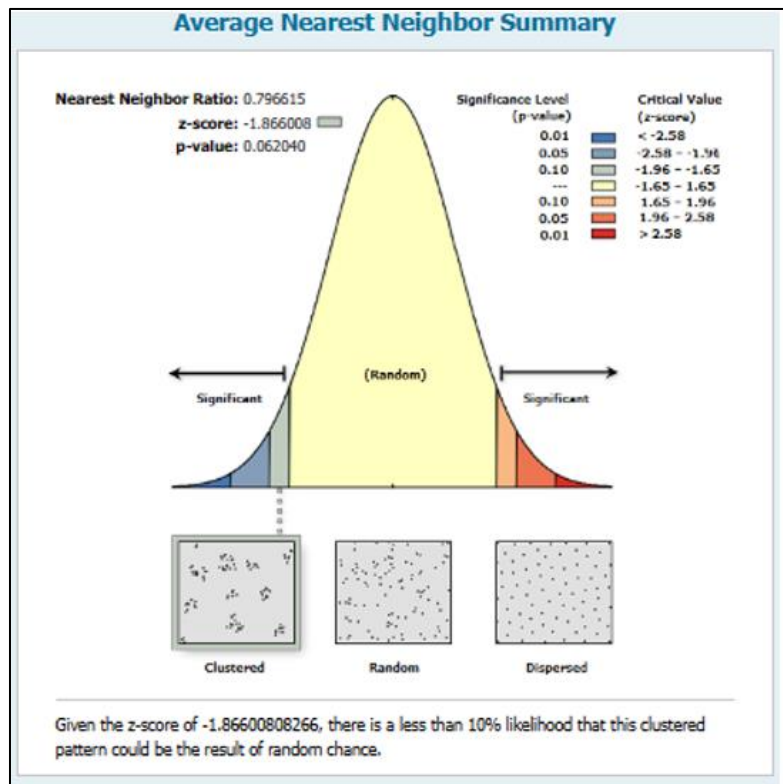 Average Nearest Neighbor Summary
Nearest Neighbor Ratio: 0.796615
z-score: -1.866008
p-value: 0.062040
Significance Level (p-value)
Critical Value (z-score)
0.01 < -2.58
0.05 -2.58 - -1.96
0.10 -1.96 - -1.65
--- -1.65 - 1.65
0.10 1.65 - 1.96
0.05 1.96 - 2.58
0.01 > 2.58
(Random)
Significant Significant
Clustered Random Dispersed
Given the z-score of -1.86600808266, there is a less than 10% likelihood that this clustered
pattern could be the result of random chance.